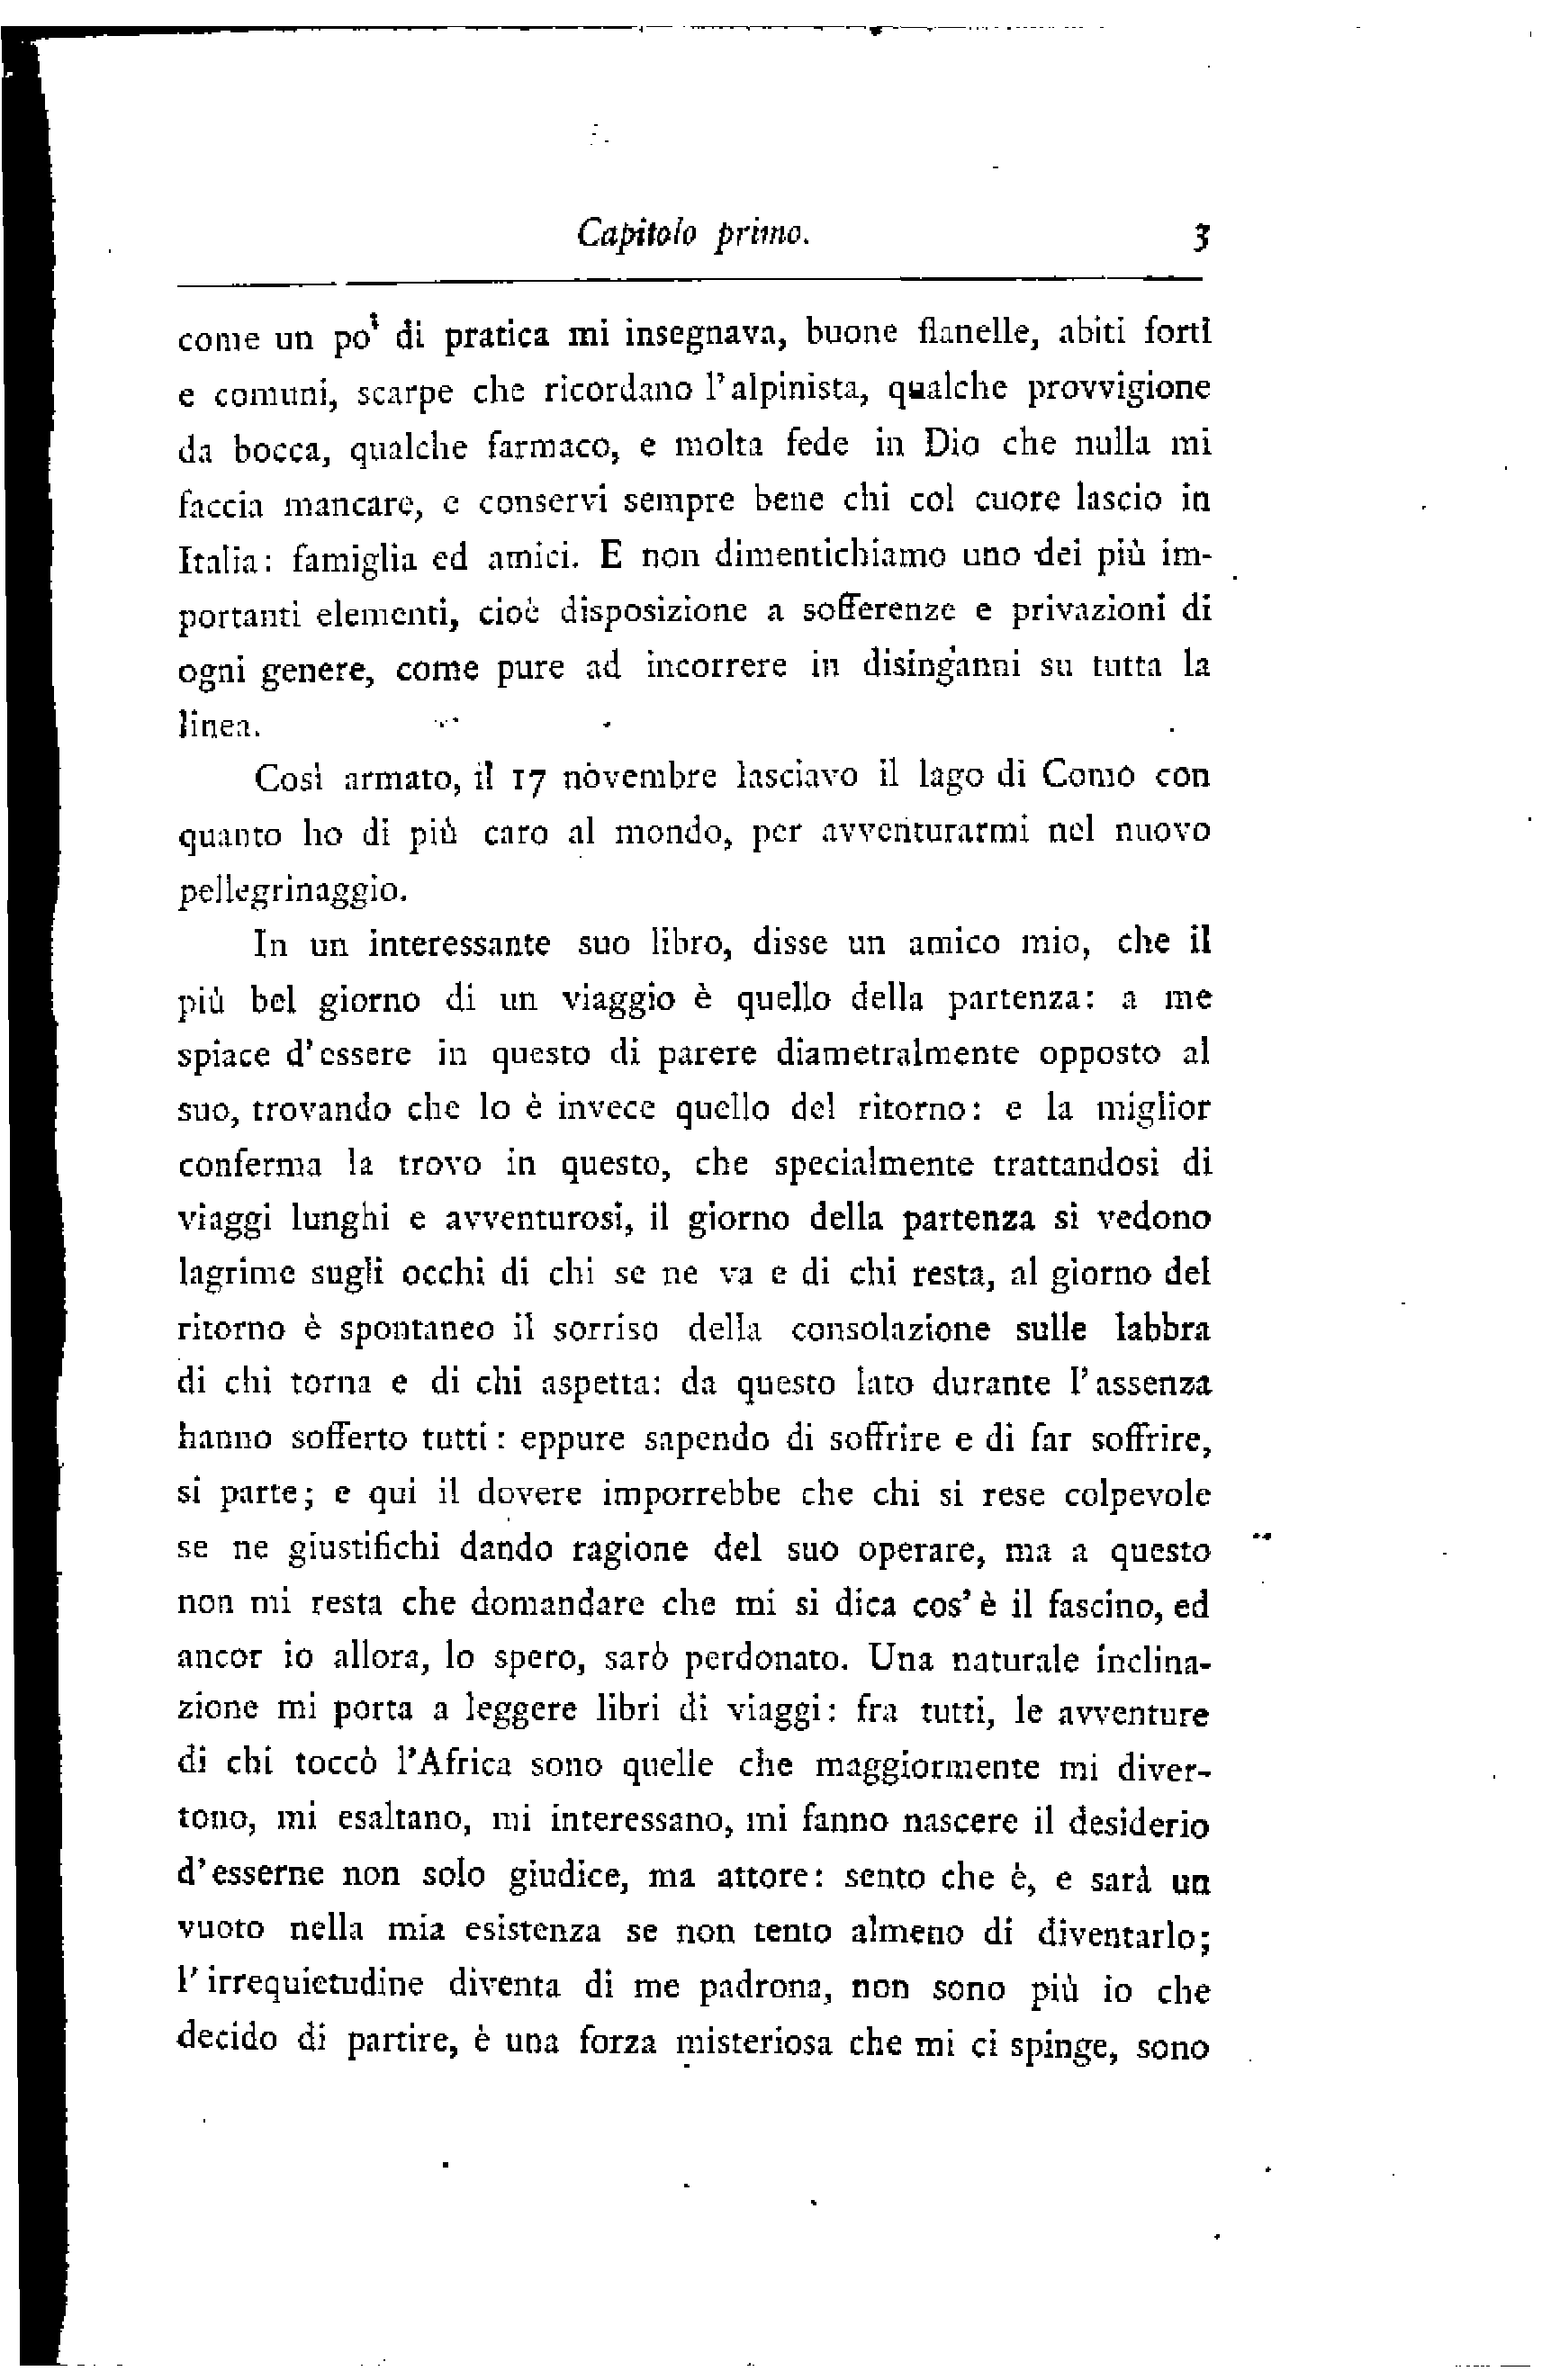 Capitolo primo. 3
come un po' di pratica mi insegnava, buone flanelle, abiti forti
e comuni, scarpe che ricordano l'alpinista, qualche provvigione
da bocca, qualche farmaco, e molta fede in Dio che nulla mi
faccia mancare, e conservi sempre bene chi col cuore lascio in
Italia: famiglia ed amici. E non dimentichiamo uno dei più im-
portanti elementi, cioè disposizione a sofferenze e privazioni di
ogni genere, come pure ad incorrere in disinganni su tutta la
linea.
Così armato, il 17 novembre lasciavo il lago di Como con
quanto ho di più caro al mondo, per avventurarmi nel nuovo
pellegrinaggio.
In un interessante suo libro, disse un amico mio, che il
più bel giorno di un viaggio è quello della partenza: a me
spiace d'essere in questo di parere diametralmente opposto al
suo, trovando che lo è invece quello del ritorno: e la miglior
conferma la trovo in questo, che specialmente trattandosi di
viaggi lunghi e avventurosi, il giorno della partenza si vedono
lagrime sugli occhi di chi se ne va e di chi resta, al giorno del
ritorno è spontaneo il sorriso della consolazione sulle labbra
di chi torna e di chi aspetta: da questo lato durante l'assenza
hanno sofferto tutti: eppure sapendo di soffrire e di far soffrire,
si parte; e qui il dovere imporrebbe che chi si rese colpevole
se ne giustifichi dando ragione del suo operare, ma a questo
non mi resta che domandare che mi si dica cos'è il fascino, ed
ancor io allora, lo spero, sarò perdonato. Una naturale inclina-
zione mi porta a leggere libri di viaggi: fra tutti, le avventure
di chi toccò l'Africa sono quelle che maggiormente mi diver-
tono, mi esaltano, mi interessano, mi fanno nascere il desiderio
d'esserne non solo giudice, ma attore: sento che è, e sarà un
vuoto nella mia esistenza se non tento almeno di diventarlo;
l'irrequietudine diventa di me padrona, non sono più io che
decido di partire, è una forza misteriosa che mi ci spinge, sono